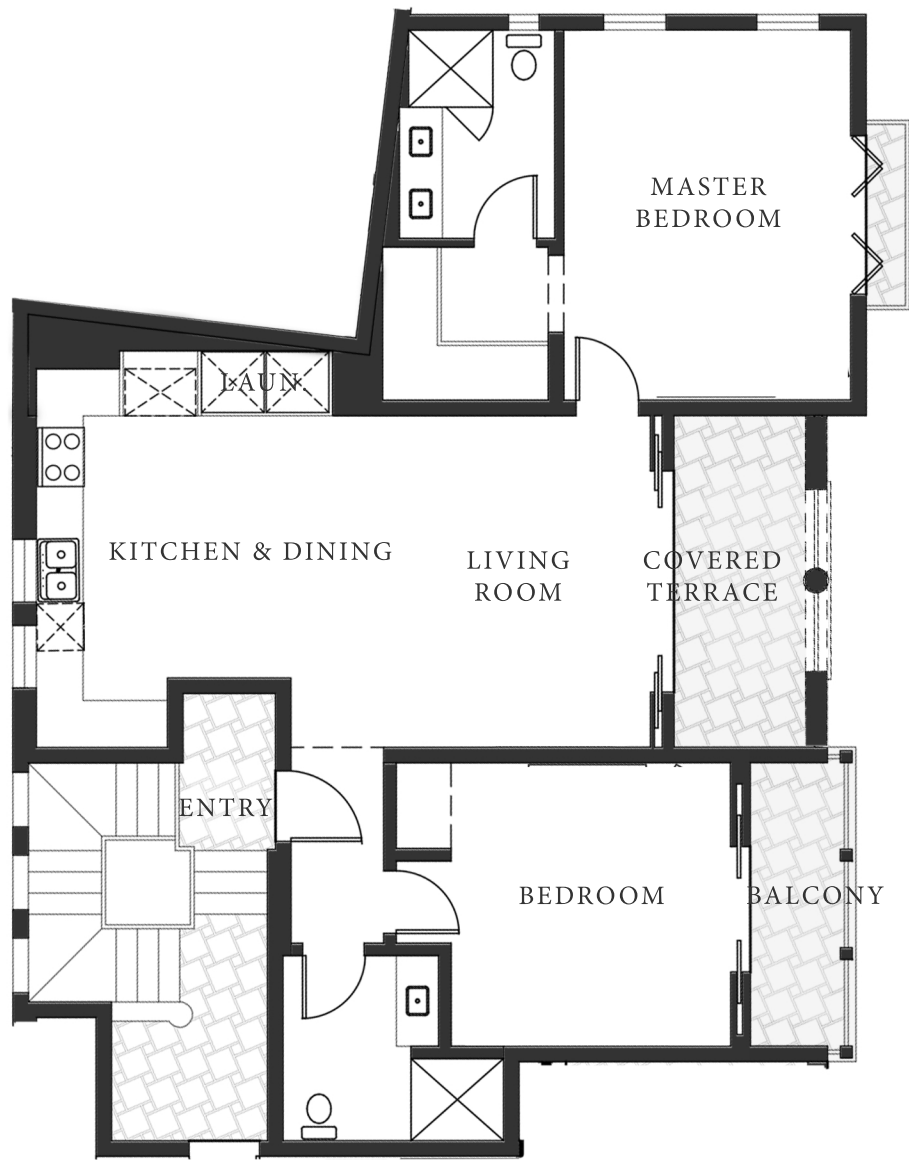 MASTER
BEDROOM
LAUN
KITCHEN & DINING
LIVING
ROOM
COVERED
TERRACE
ENTRY
BEDROOM
BALCONY